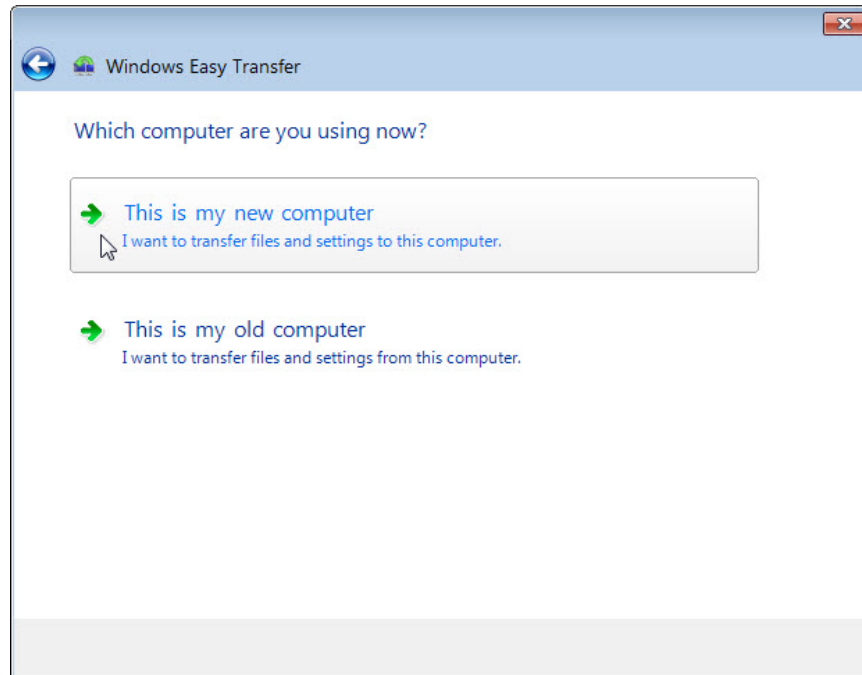 Windows Easy Transfer
Which computer are you using now?
This is my new computer
I want to transfer files and settings to this computer.
This is my old computer
I want to transfer files and settings from this computer.